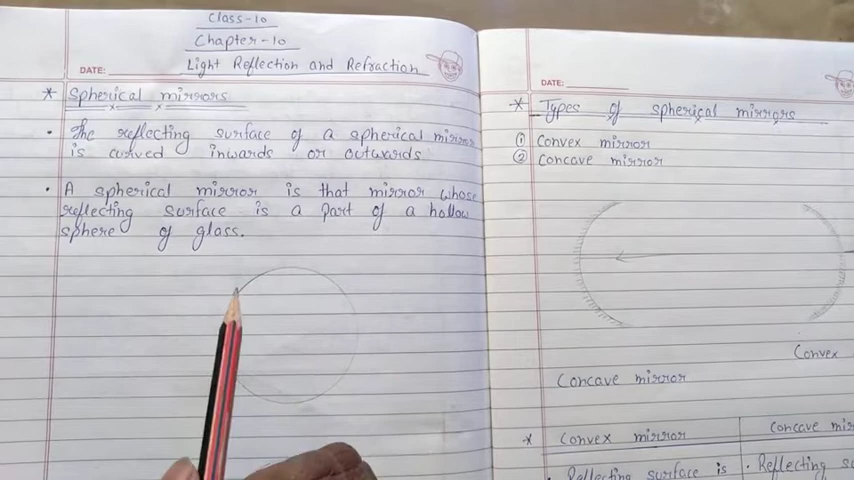 Class-10
Chapter-10
DATE: Light Reflection and Refraction
* Spherical mirrors
• The reflecting surface of a spherical mirror
is curved inwards or outwards
• A spherical mirror is that mirror whose
reflecting surface is a part of a hollow
sphere of glass.
DATE:
* Types of spherical mirrors
① Convex mirror
② Concave mirror
Convex
Concave mirror
* Convex mirror
Concave
• Reflecting surface is
• Reflecting